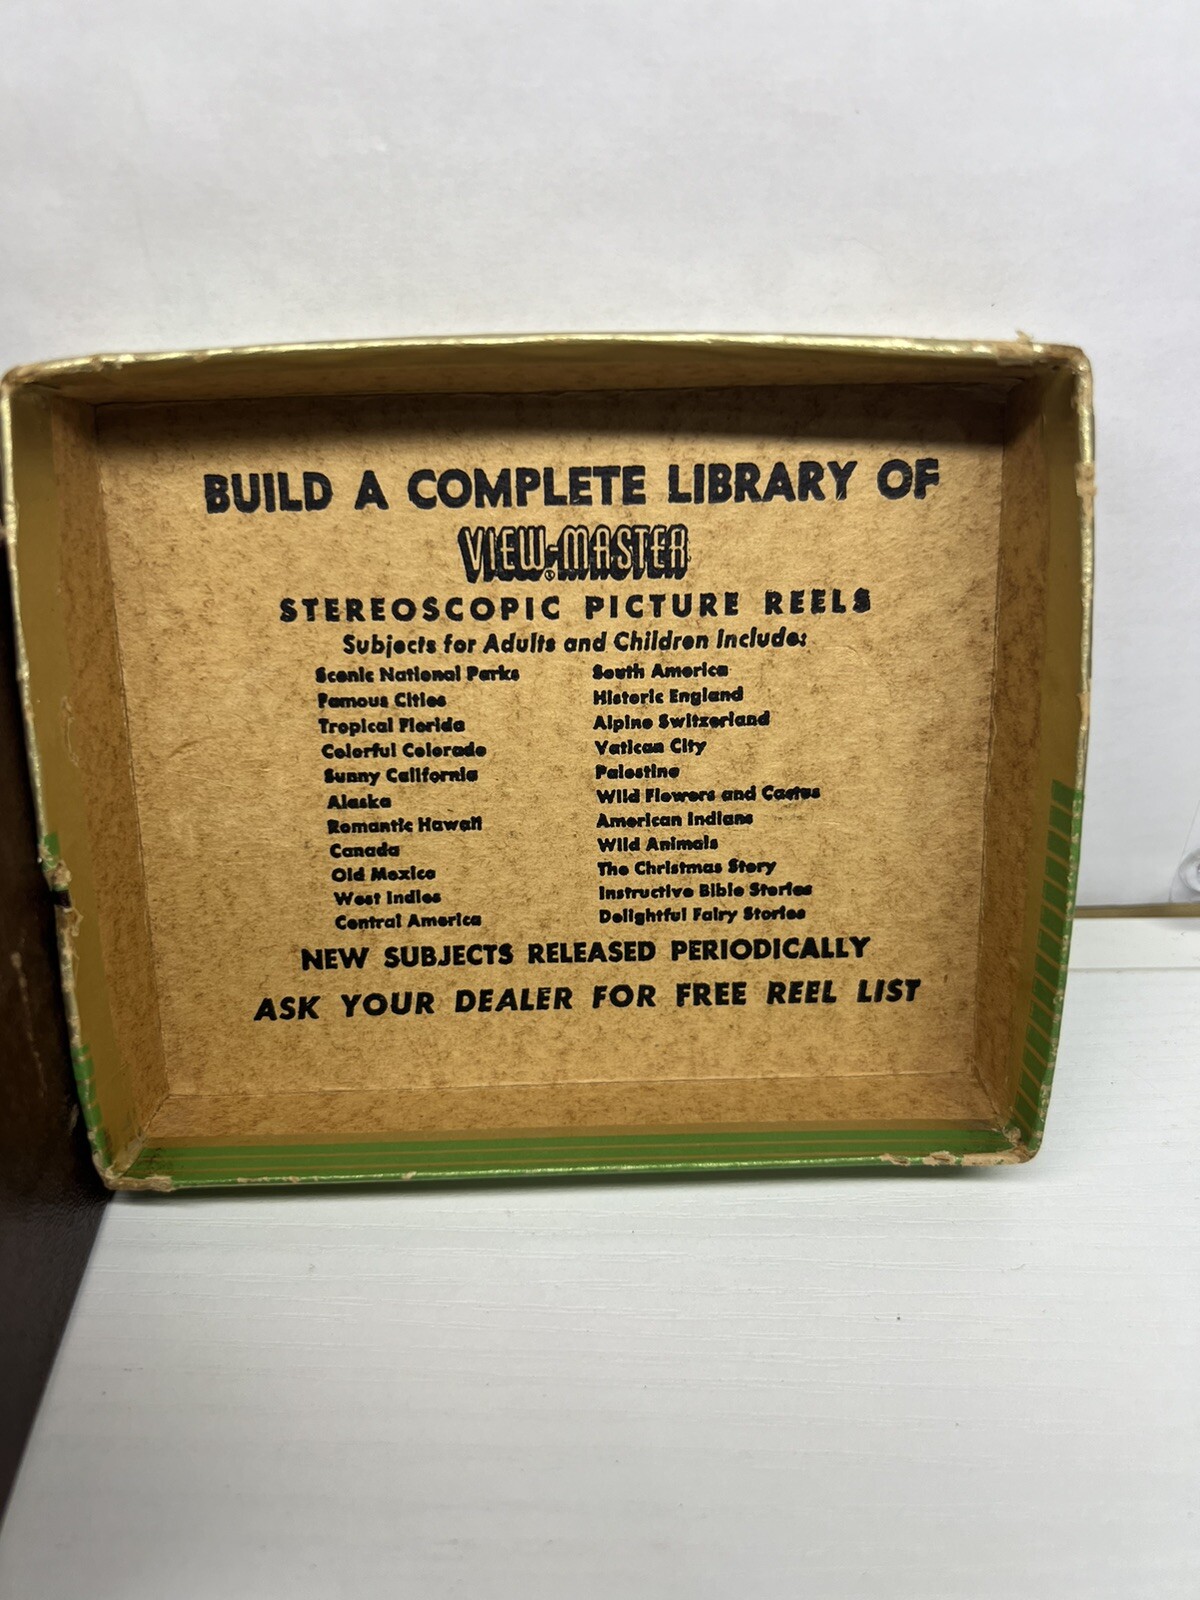 BUILD A COMPLETE LIBRARY OF
VIEW-MASTER
STEREOSCOPIC PICTURE REELS
Subjects for Adults and Children Include:
Scenic National Parks
Famous Cities
Tropical Florida
Colorful Colorado
Sunny California
Alaska
Romantic Hawaii
Canada
Old Mexico
West Indies
Central America
South America
Historic England
Alpine Switzerland
Vatican City
Palestine
Wild Flowers and Cactus
American Indians
Wild Animals
The Christmas Story
Instructive Bible Stories
Delightful Fairy Stories
NEW SUBJECTS RELEASED PERIODICALLY
ASK YOUR DEALER FOR FREE REEL LIST